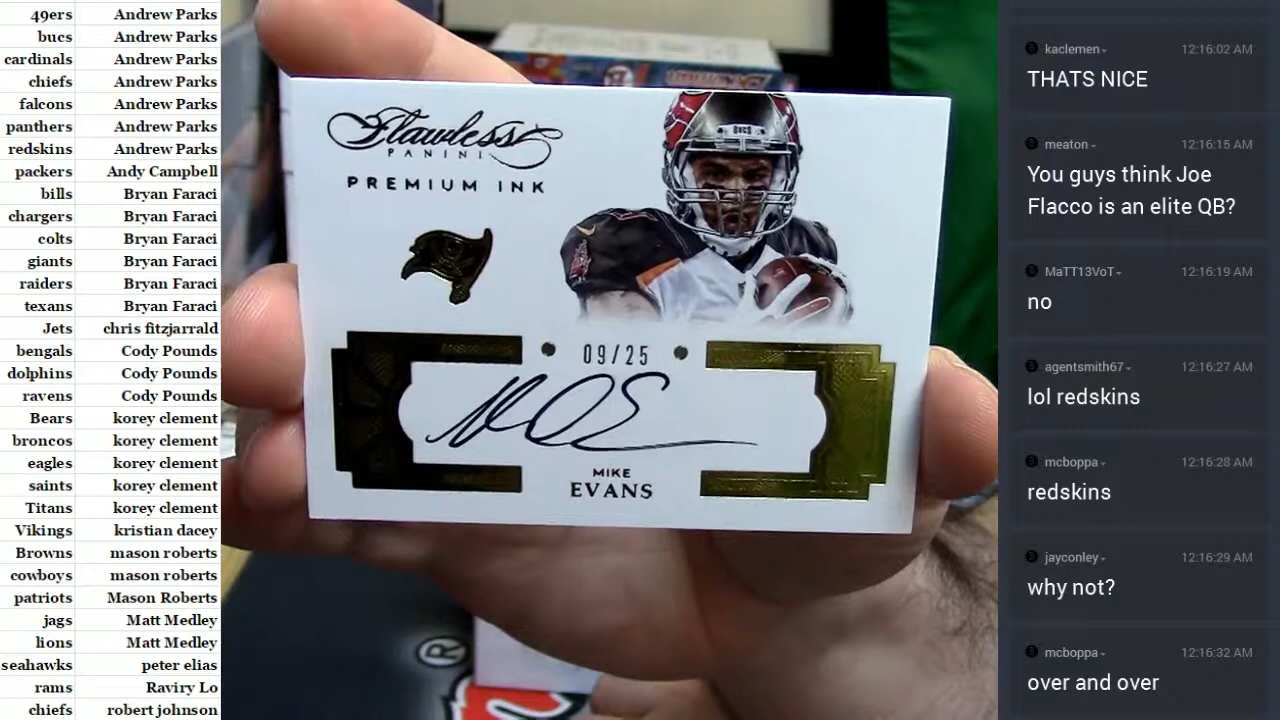 49ers Andrew Parks
bucs Andrew Parks
cardinals Andrew Parks
chiefs Andrew Parks
falcons Andrew Parks
panthers Andrew Parks
redskins Andrew Parks
packers Andy Campbell
bills Bryan Faraci
chargers Bryan Faraci
colts Bryan Faraci
giants Bryan Faraci
raiders Bryan Faraci
texans Bryan Faraci
Jets chris fitzjarrald
bengals Cody Pounds
dolphins Cody Pounds
ravens Cody Pounds
Bears korey clement
broncos korey clement
eagles korey clement
saints korey clement
Titans korey clement
Vikings kristian dacey
Browns mason roberts
cowboys mason roberts
patriots Mason Roberts
jags Matt Medley
lions Matt Medley
seahawks peter elias
rams Raviry Lo
chiefs robert johnson
Flawless
PANINI
PREMIUM INK
BUCS
09/25
MIKE
EVANS
®
kaclemen 12:16:02 AM
THATS NICE
meaton 12:16:15 AM
You guys think Joe
Flacco is an elite QB?
MaTT13VoT 12:16:19 AM
no
agentsmith67 12:16:27 AM
lol redskins
mcboppa 12:16:28 AM
redskins
jayconley 12:16:29 AM
why not?
mcboppa 12:16:32 AM
over and over